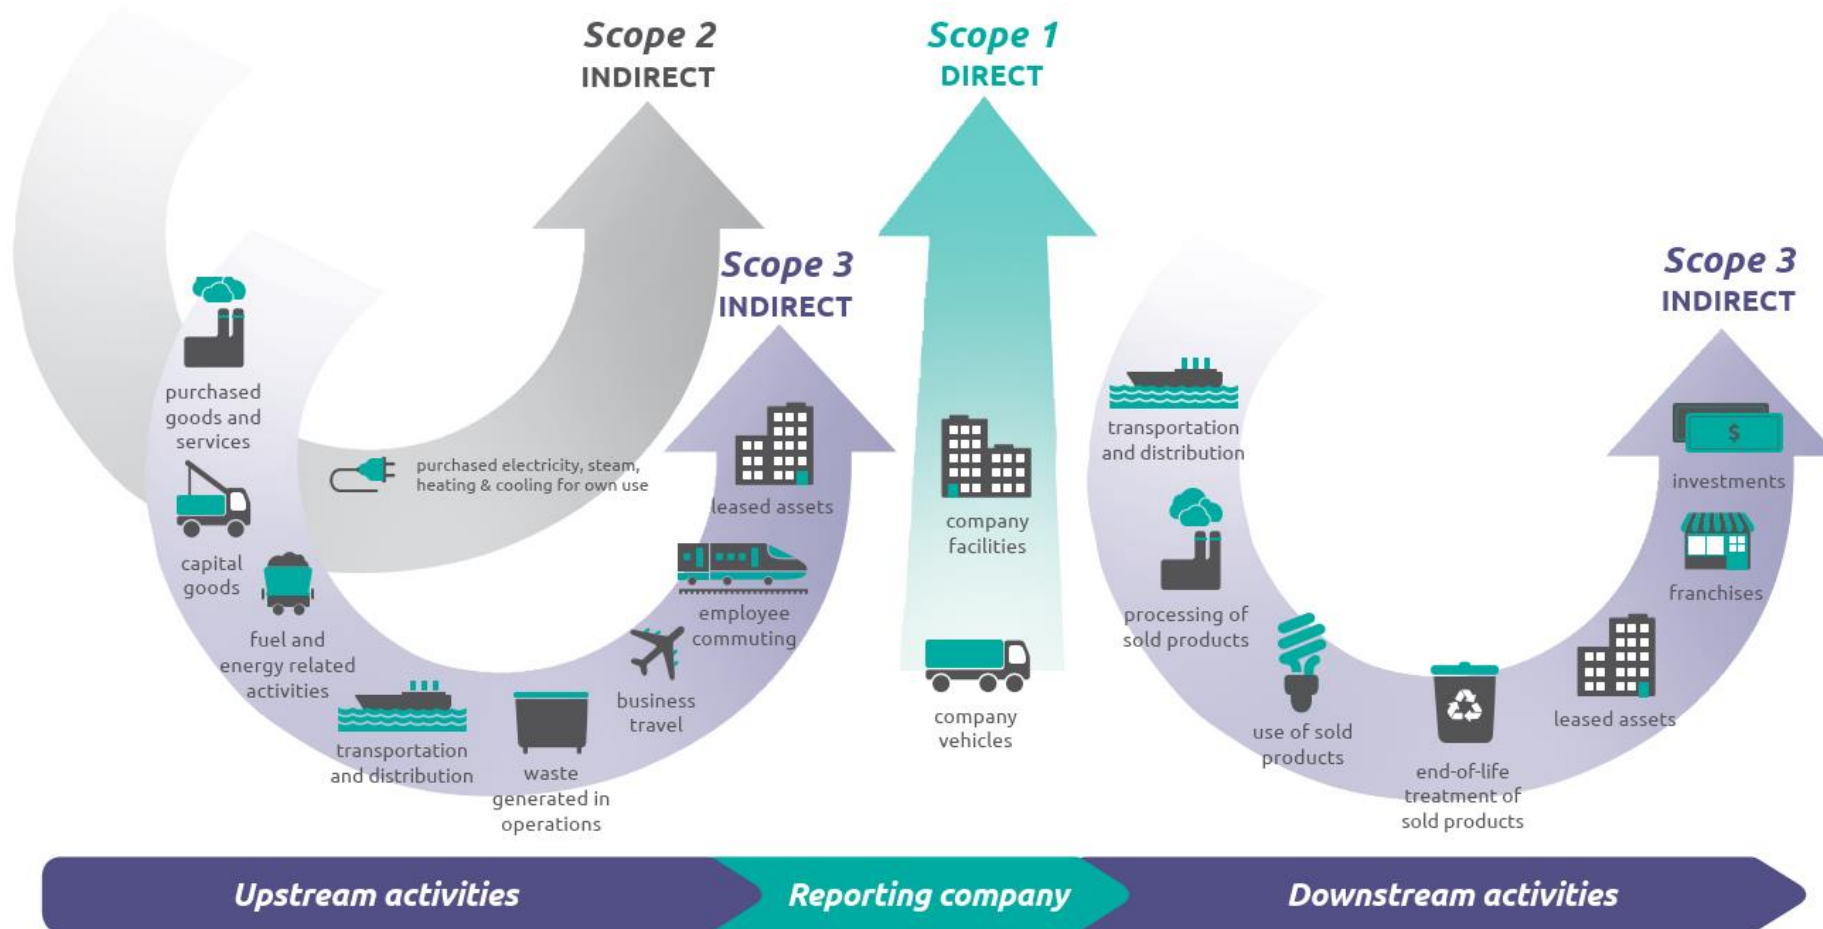 Scope 2
INDIRECT
Scope 1
DIRECT
Scope 3
INDIRECT
Scope 3
INDIRECT
purchased
goods and
services
capital
goods
fuel and
energy related
activities
transportation
and distribution
waste
generated in
operations
business
travel
employee
commuting
leased assets
purchased electricity, steam,
heating & cooling for own use
company
facilities
company
vehicles
transportation
and distribution
processing of
sold products
use of sold
products
end-of-life
treatment of
sold products
leased assets
franchises
investments
$
Upstream activities
Reporting company
Downstream activities